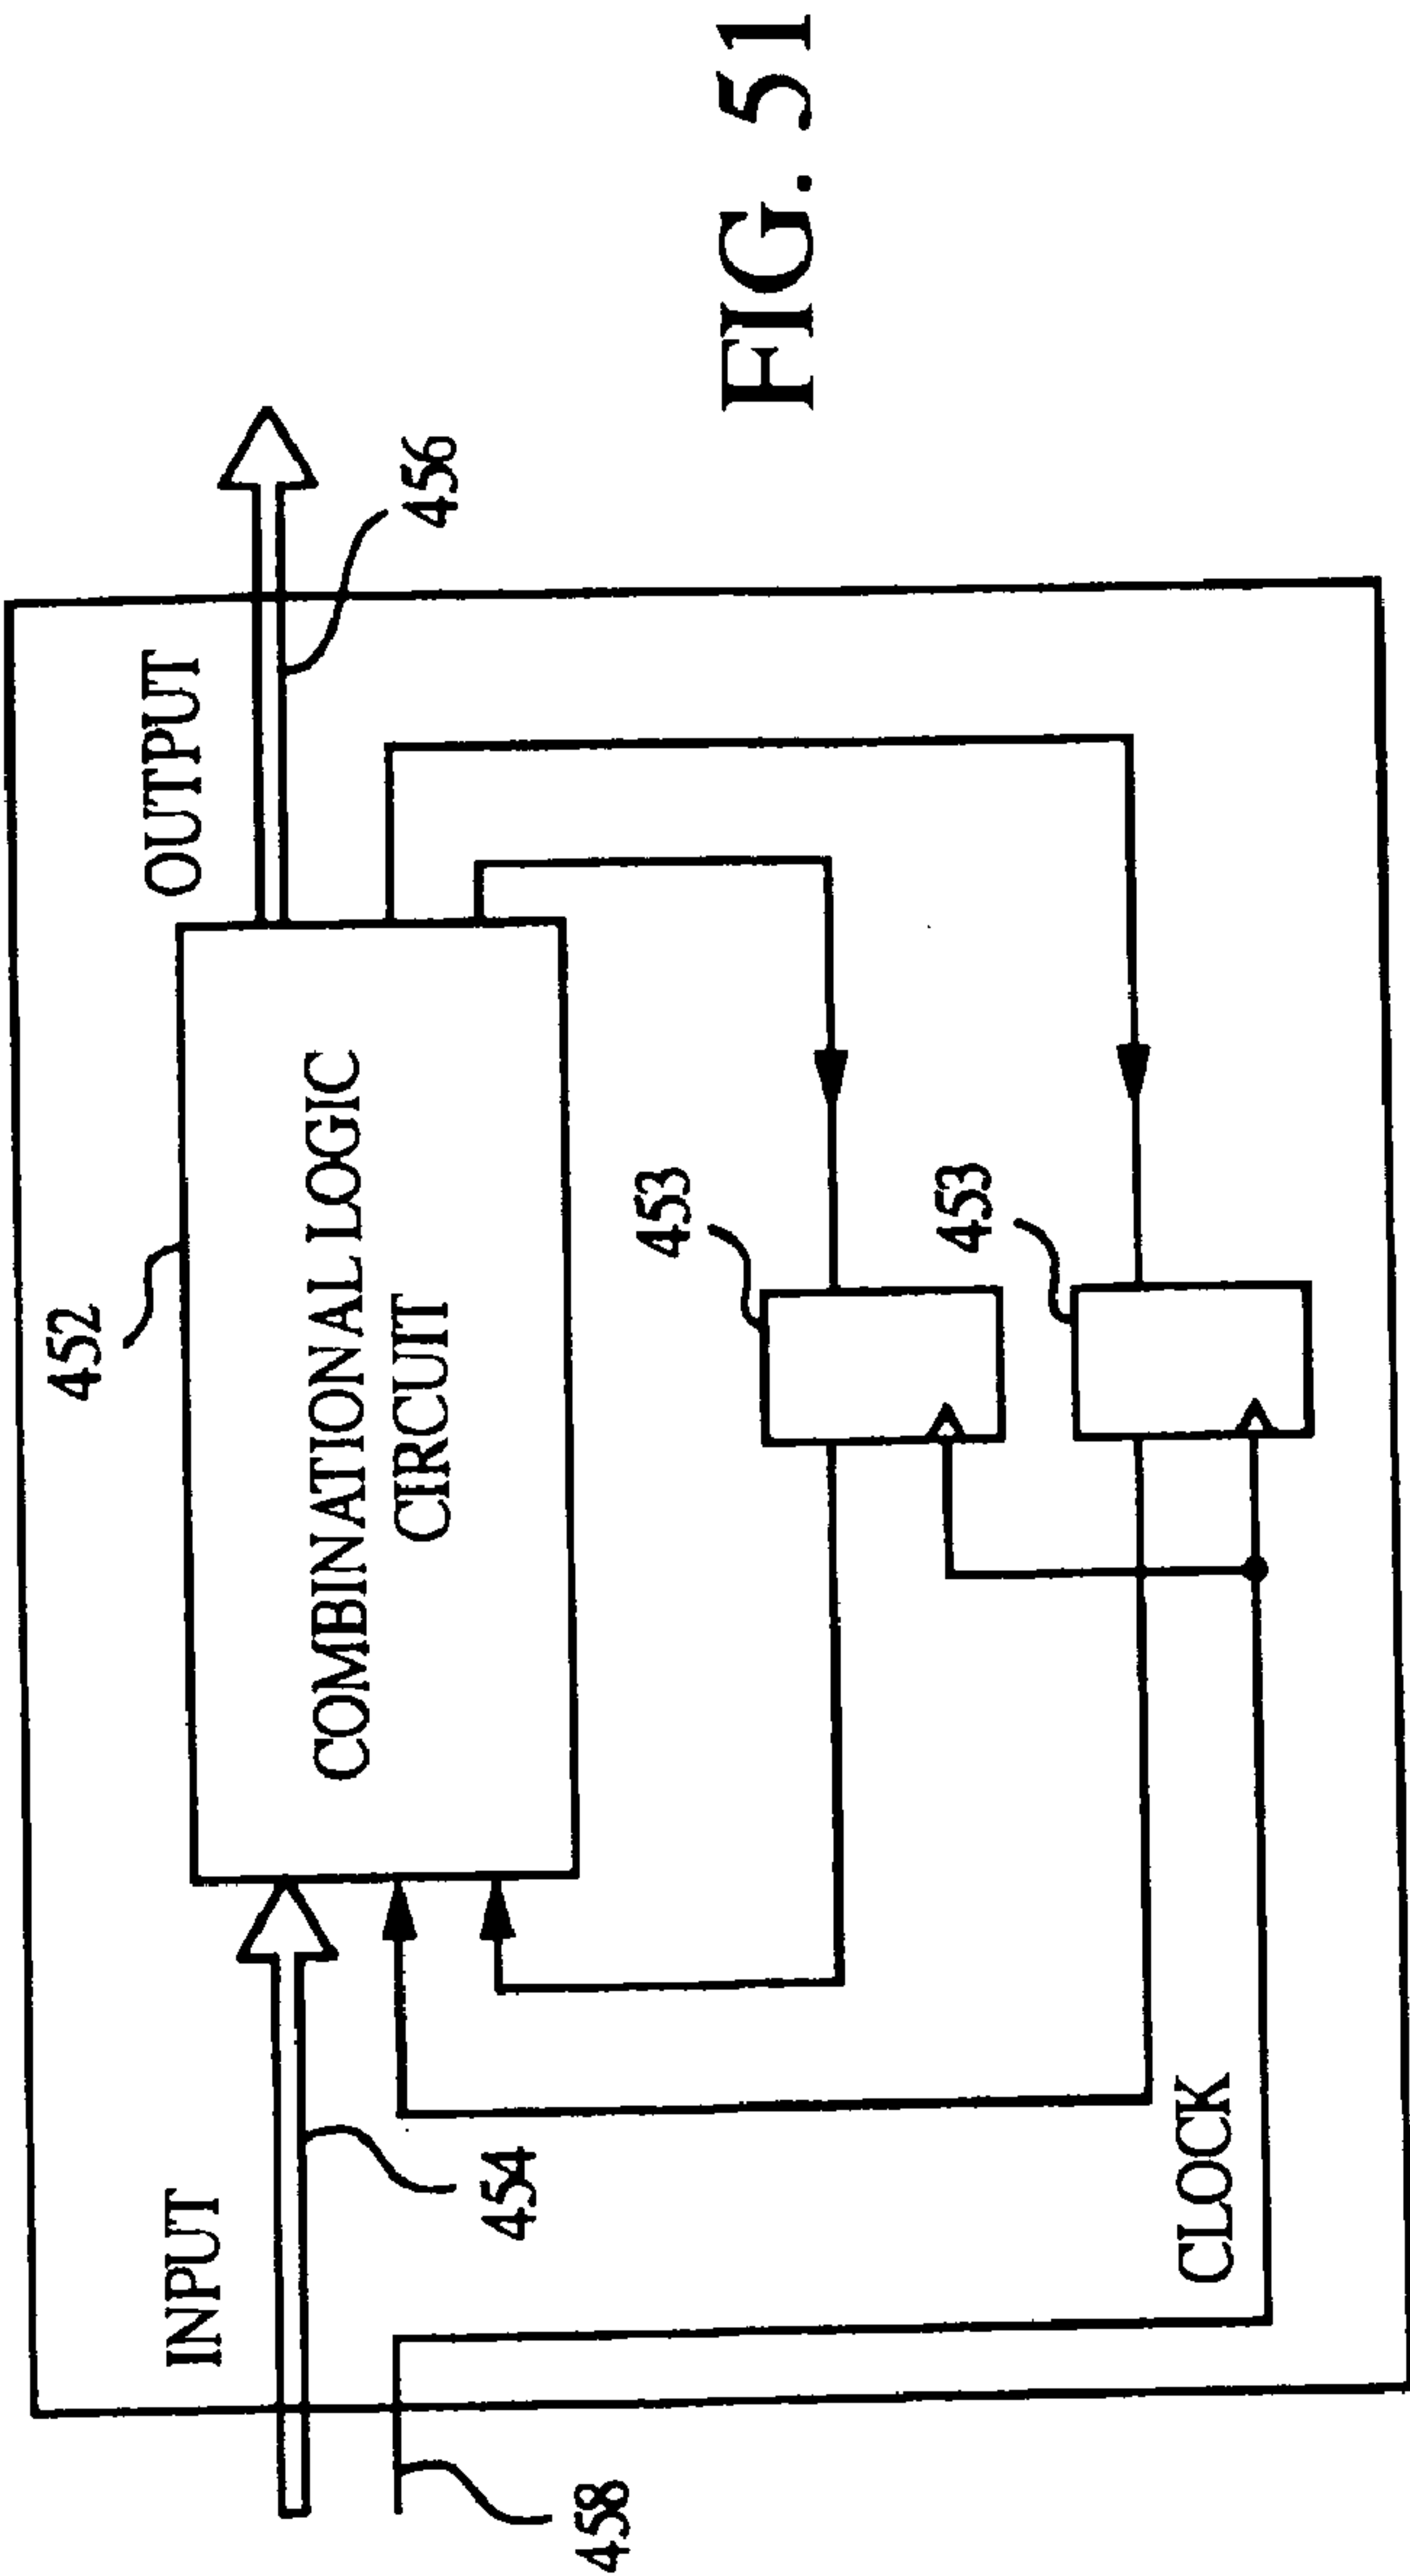 INPUT
OUTPUT
452
COMBINATIONAL LOGIC
CIRCUIT
454
456
458
453
453
CLOCK
FIG. 51